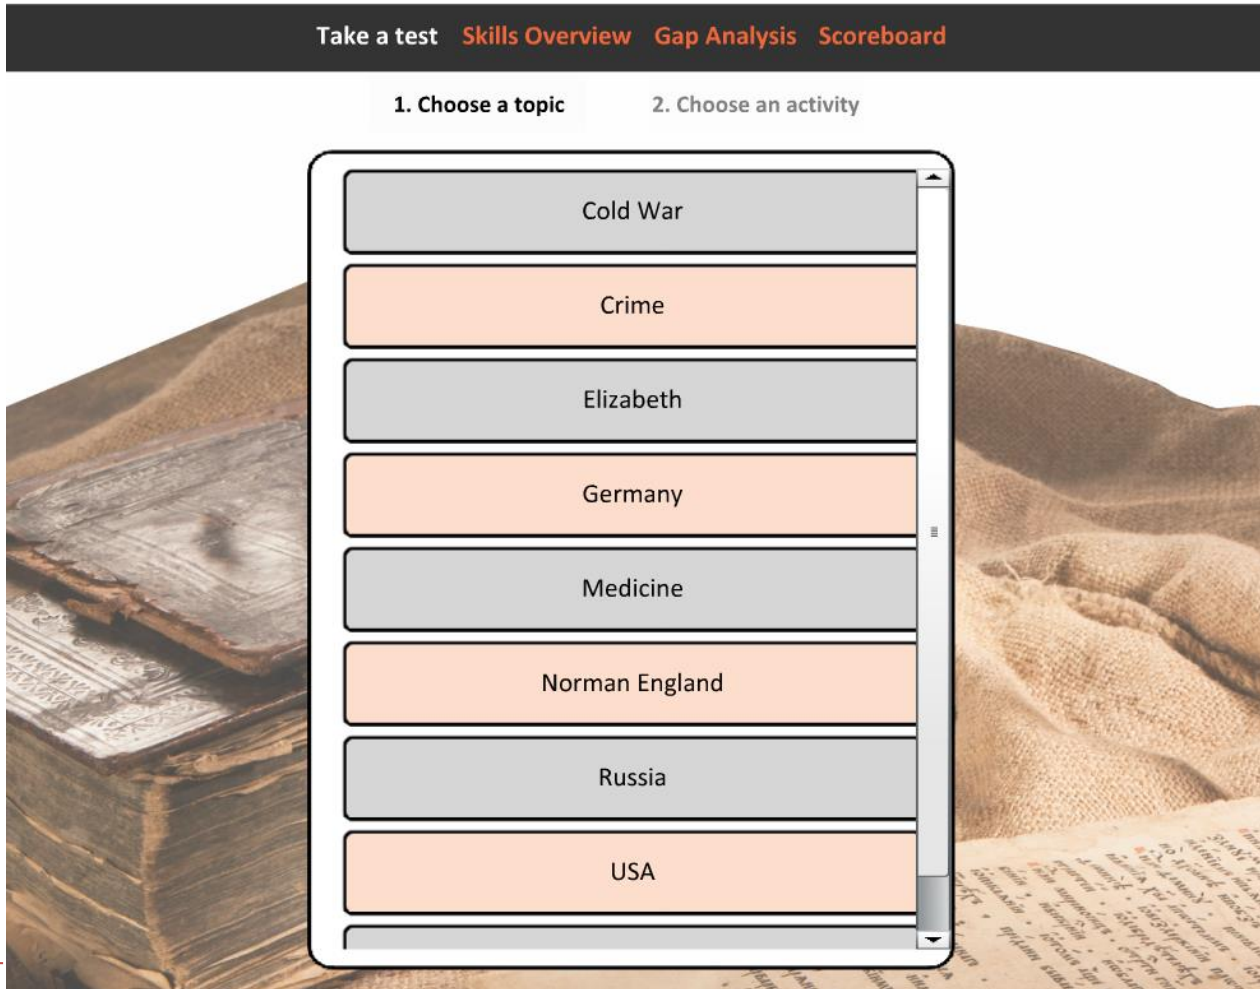 Take a test Skills Overview Gap Analysis Scoreboard
1. Choose a topic 2. Choose an activity
Cold War
Crime
Elizabeth
Germany
Medicine
Norman England
Russia
USA